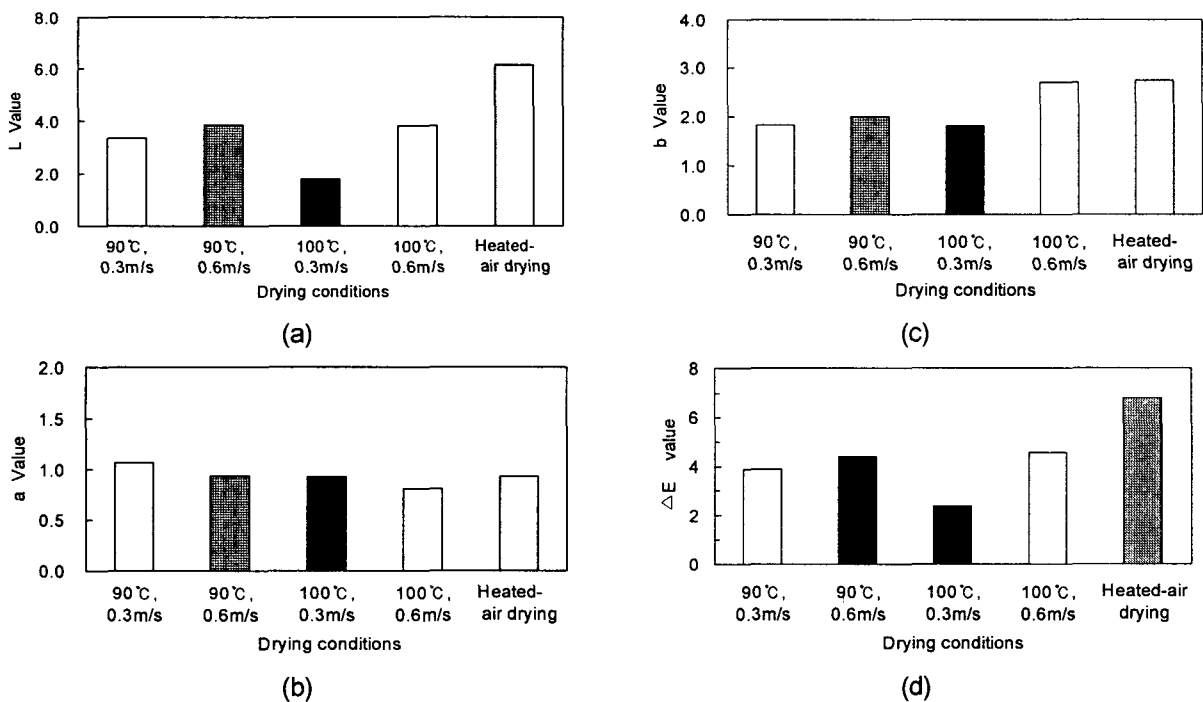 8.0
6.0
4.0
2.0
0.0
L Value
90℃,
0.3m/s
90℃,
0.6m/s
100℃,
0.3m/s
100℃,
0.6m/s
Heated-
air drying
Drying conditions
(a)
4.0
3.0
2.0
1.0
0.0
b Value
90℃,
0.3m/s
90℃,
0.6m/s
100℃,
0.3m/s
100℃,
0.6m/s
Heated-
air drying
Drying conditions
(c)
2.0
1.5
1.0
0.5
0.0
a Value
90℃,
0.3m/s
90℃,
0.6m/s
100℃,
0.3m/s
100℃,
0.6m/s
Heated-
air drying
Drying conditions
(b)
8
6
4
2
0
△E value
90℃,
0.3m/s
90℃,
0.6m/s
100℃,
0.3m/s
100℃,
0.6m/s
Heated-air
drying
Drying conditions
(d)